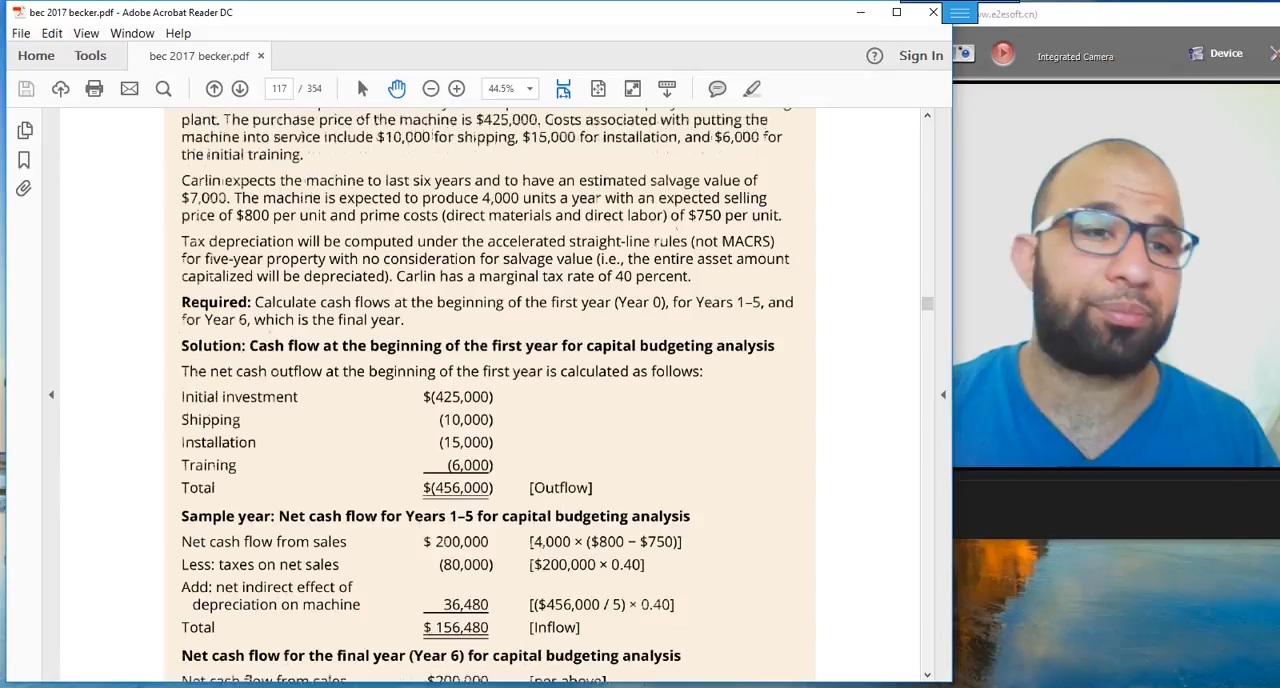 bec 2017 becker.pdf - Adobe Acrobat Reader DC
ww.e2esoft.cn)
File Edit View Window Help
Home Tools bec 2017 becker.pdf × Sign In
Integrated Camera Device
117 / 354 44.5%
plant. The purchase price of the machine is $425,000. Costs associated with putting the
machine into service include $10,000 for shipping, $15,000 for installation, and $6,000 for
the initial training.
Carlin expects the machine to last six years and to have an estimated salvage value of
$7,000. The machine is expected to produce 4,000 units a year with an expected selling
price of $800 per unit and prime costs (direct materials and direct labor) of $750 per unit.
Tax depreciation will be computed under the accelerated straight-line rules (not MACRS)
for five-year property with no consideration for salvage value (i.e., the entire asset amount
capitalized will be depreciated). Carlin has a marginal tax rate of 40 percent.
Required: Calculate cash flows at the beginning of the first year (Year 0), for Years 1–5, and
for Year 6, which is the final year.
Solution: Cash flow at the beginning of the first year for capital budgeting analysis
The net cash outflow at the beginning of the first year is calculated as follows:
Initial investment $(425,000)
Shipping (10,000)
Installation (15,000)
Training (6,000)
Total $(456,000) [Outflow]
Sample year: Net cash flow for Years 1–5 for capital budgeting analysis
Net cash flow from sales $ 200,000 [4,000 × ($800 − $750)]
Less: taxes on net sales (80,000) [$200,000 × 0.40]
Add: net indirect effect of
depreciation on machine 36,480 [($456,000 / 5) × 0.40]
Total $ 156,480 [Inflow]
Net cash flow for the final year (Year 6) for capital budgeting analysis
Net cash flow from sales $200,000 [per above]